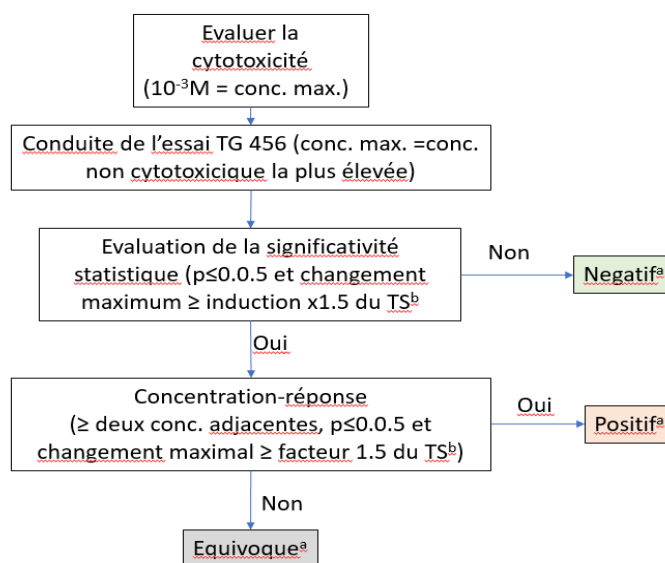 Evaluer la
cytotoxicité
(10⁻³M = conc. max.)
Conduite de l'essai TG 456 (conc. max. =conc.
non cytotoxicique la plus élevée)
Evaluation de la significativité
statistique (p≤0.0.5 et changement
maximum ≥ induction x1.5 du TSᵇ
Non
Negatifᵃ
Oui
Concentration-réponse
(≥ deux conc. adjacentes, p≤0.0.5 et
changement maximal ≥ facteur 1.5 du TSᵇ)
Oui
Positifᵃ
Non
Equivoqueᵃ